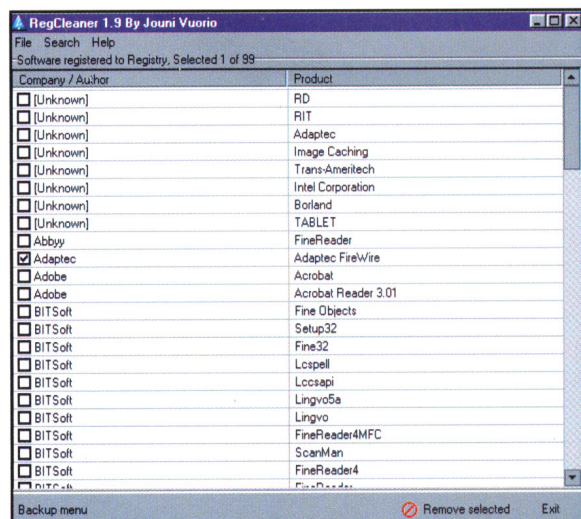 RegCleaner 1.9 By Jouni Vuorio
File Search Help
Software registered to Registry, Selected 1 of 99
Company / Author Product
[Unknown] RD
[Unknown] RIT
[Unknown] Adaptec
[Unknown] Image Caching
[Unknown] Trans-Ameritech
[Unknown] Intel Corporation
[Unknown] Borland
[Unknown] TABLET
Abbyy FineReader
Adaptec Adaptec FireWire
Adobe Acrobat
Adobe Acrobat Reader 3.01
BITSoft Fine Objects
BITSoft Setup32
BITSoft Fine32
BITSoft Lcspell
BITSoft Lccsapi
BITSoft Lingvo5a
BITSoft Lingvo
BITSoft FineReader4MFC
BITSoft ScanMan
BITSoft FineReader4
BITSoft FineReader
Backup menu Remove selected Exit